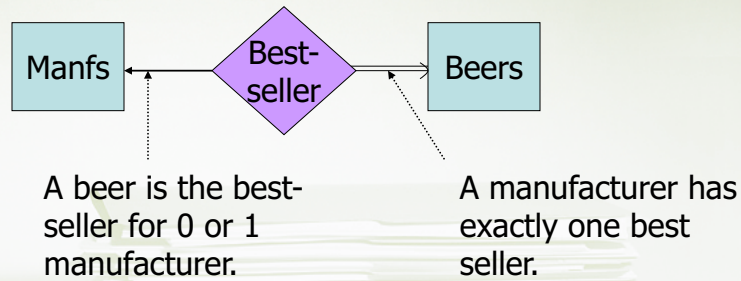 Manfs
Best-
seller
Beers
A beer is the best-
seller for 0 or 1
manufacturer.
A manufacturer has
exactly one best
seller.